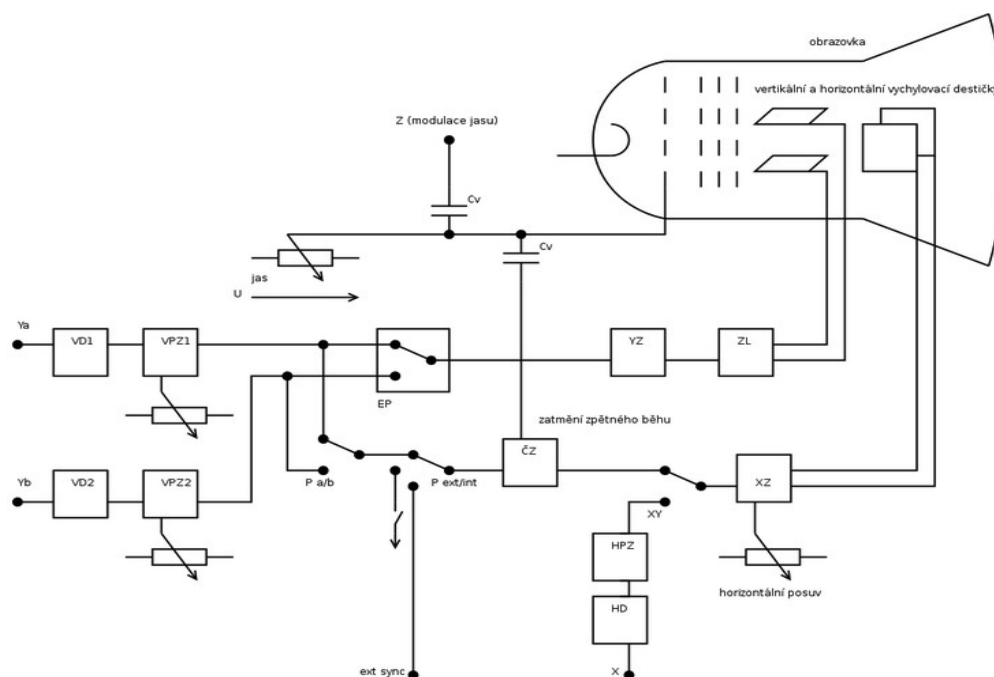 obrazovka
vertikální a horizontální vychylovací destičky
Z (modulace jasu)
Cv
Cv
jas
U
Ya
VD1
VPZ1
YZ
ZL
EP
zatmění zpětného běhu
ČZ
Yb
VD2
VPZ2
P a/b
P ext/int
XZ
XY
HPZ
horizontální posuv
HD
ext sync
X